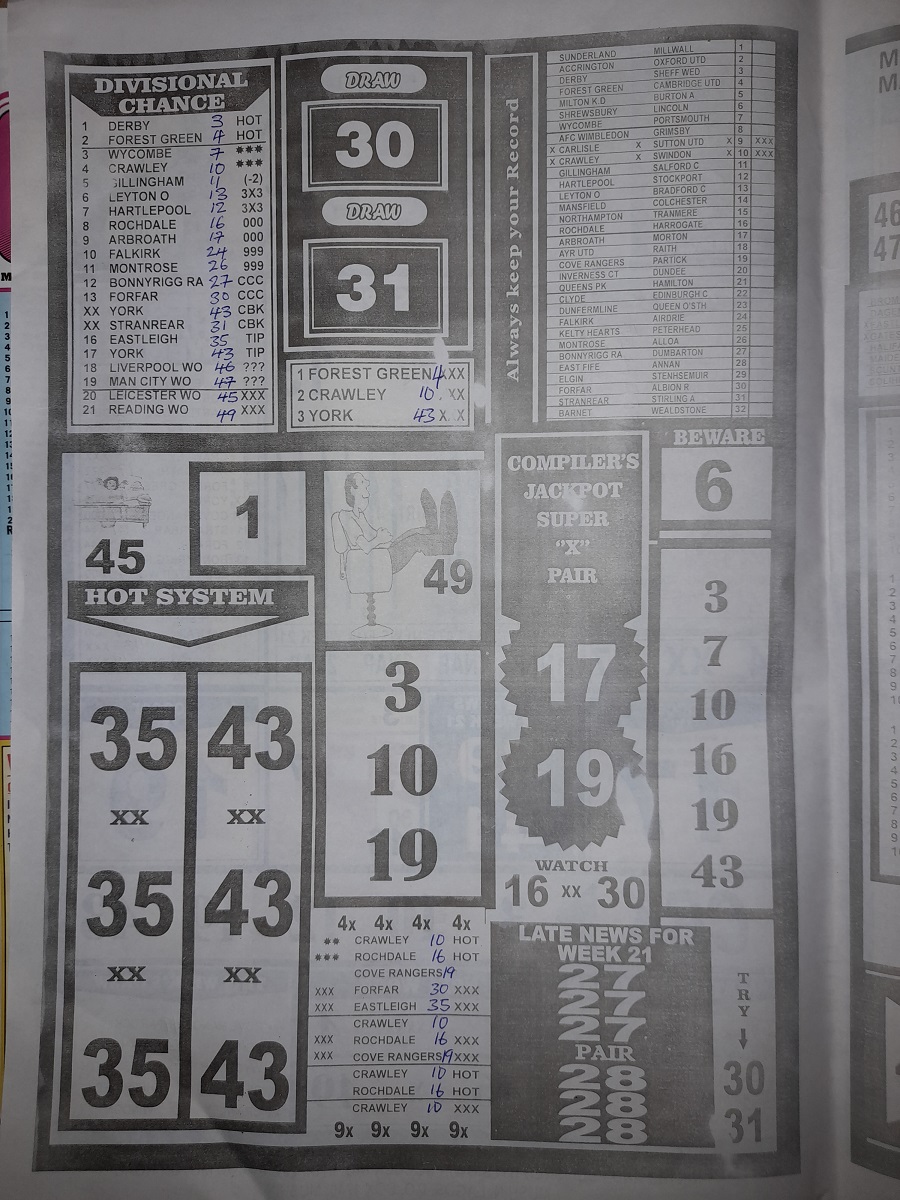 DIVISIONAL
CHANCE
1 DERBY 3 HOT
2 FOREST GREEN 4 HOT
3 WYCOMBE 7 ***
4 CRAWLEY 10 ***
5 GILLINGHAM 11 (-2)
6 LEYTON O 13 3X3
7 HARTLEPOOL 12 3X3
8 ROCHDALE 16 000
9 ARBROATH 17 000
10 FALKIRK 24 999
11 MONTROSE 26 999
12 BONNYRIGG RA 27 CCC
13 FORFAR 30 CCC
XX YORK 43 CBK
XX STRANREAR 31 CBK
16 EASTLEIGH 35 TIP
17 YORK 43 TIP
18 LIVERPOOL WO 46 ???
19 MAN CITY WO 47 ???
20 LEICESTER WO 45 XXX
21 READING WO 49 XXX
DRAW
30
DRAW
31
1 FOREST GREEN 4 XXX
2 CRAWLEY 10 XX
3 YORK 43 X X
Always keep your Record
SUNDERLAND MILLWALL 1
ACCRINGTON OXFORD UTD 2
DERBY SHEFF WED 3
FOREST GREEN CAMBRIDGE UTD 4
MILTON K.D BURTON A 5
SHREWSBURY LINCOLN 6
WYCOMBE PORTSMOUTH 7
AFC WIMBLEDON GRIMSBY 8
X CARLISLE X SUTTON UTD X 9 XXX
X CRAWLEY X SWINDON X 10 XXX
GILLINGHAM SALFORD C 11
HARTLEPOOL STOCKPORT 12
LEYTON O BRADFORD C 13
MANSFIELD COLCHESTER 14
NORTHAMPTON TRANMERE 15
ROCHDALE HARROGATE 16
ARBROATH MORTON 17
AYR UTD RAITH 18
COVE RANGERS PARTICK 19
INVERNESS CT DUNDEE 20
QUEENS PK HAMILTON 21
CLYDE EDINBURGH C 22
DUNFERMLINE QUEEN O'STH 23
FALKIRK AIRDRIE 24
KELTY HEARTS PETERHEAD 25
MONTROSE ALLOA 26
BONNYRIGG RA DUMBARTON 27
EAST FIFE ANNAN 28
ELGIN STENHSEMUIR 29
FORFAR ALBION R 30
STRANREAR STIRLING A 31
BARNET WEALDSTONE 32
45
1
49
HOT SYSTEM
35 43
XX XX
35 43
XX XX
35 43
3
10
19
4x 4x 4x 4x
** CRAWLEY 10 HOT
*** ROCHDALE 16 HOT
COVE RANGERS 19
XXX FORFAR 30 XXX
XXX EASTLEIGH 35 XXX
CRAWLEY 10
XXX ROCHDALE 16 XXX
XXX COVE RANGERS 19 XXX
CRAWLEY 10 HOT
ROCHDALE 16 HOT
CRAWLEY 10 XXX
9x 9x 9x 9x
COMPILER'S
JACKPOT
SUPER
"X"
PAIR
17
19
WATCH
16 XX 30
BEWARE
6
3
7
10
16
19
43
LATE NEWS FOR
WEEK 21
27
27
27
PAIR
28
28
28
TRY
30
31
46
47